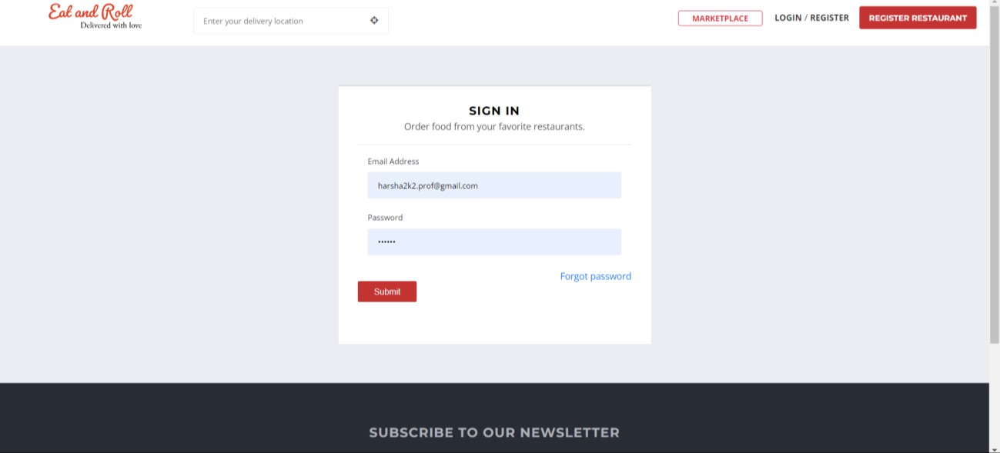 Eat and Roll
Delivered with love
Enter your delivery location
MARKETPLACE
LOGIN / REGISTER
REGISTER RESTAURANT
SIGN IN
Order food from your favorite restaurants.
Email Address
harsha2k2.prof@gmail.com
Password
••••••
Forgot password
Submit
SUBSCRIBE TO OUR NEWSLETTER